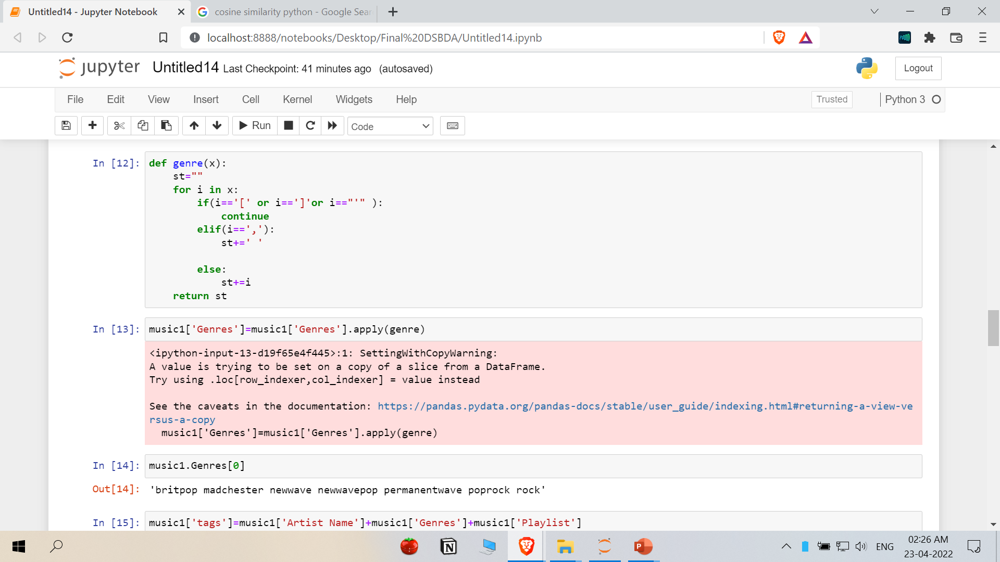 Untitled14 - Jupyter Notebook
cosine similarity python - Google Sear
localhost:8888/notebooks/Desktop/Final%20DSBDA/Untitled14.ipynb
jupyter Untitled14 Last Checkpoint: 41 minutes ago (autosaved)
Logout
File Edit View Insert Cell Kernel Widgets Help
Trusted
Python 3
Run
Code
In [12]:
def genre(x):
    st=""
    for i in x:
        if(i=='[' or i==']'or i=="'" ):
            continue
        elif(i==','):
            st+=' '
        else:
            st+=i
    return st
In [13]:
music1['Genres']=music1['Genres'].apply(genre)
<ipython-input-13-d19f65e4f445>:1: SettingWithCopyWarning:
A value is trying to be set on a copy of a slice from a DataFrame.
Try using .loc[row_indexer,col_indexer] = value instead
See the caveats in the documentation: https://pandas.pydata.org/pandas-docs/stable/user_guide/indexing.html#returning-a-view-ve
rsus-a-copy
  music1['Genres']=music1['Genres'].apply(genre)
In [14]:
music1.Genres[0]
Out[14]:
'britpop madchester newwave newwavepop permanentwave poprock rock'
In [15]:
music1['tags']=music1['Artist Name']+music1['Genres']+music1['Playlist']
N
P
ENG
02:26 AM
23-04-2022